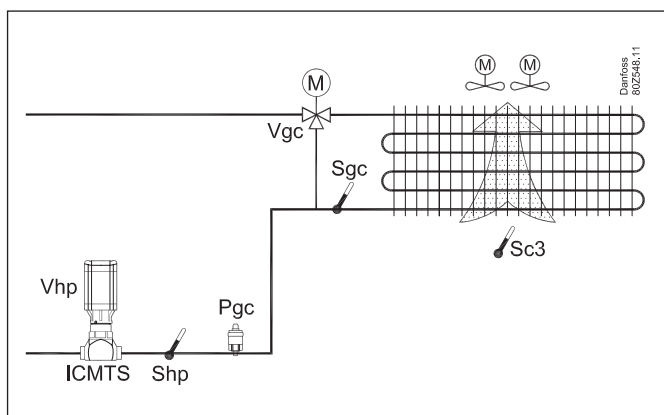 M
M
M
Danfoss
80Z548.11
Vgc
Sgc
Sc3
Vhp
Pgc
ICMTS
Shp